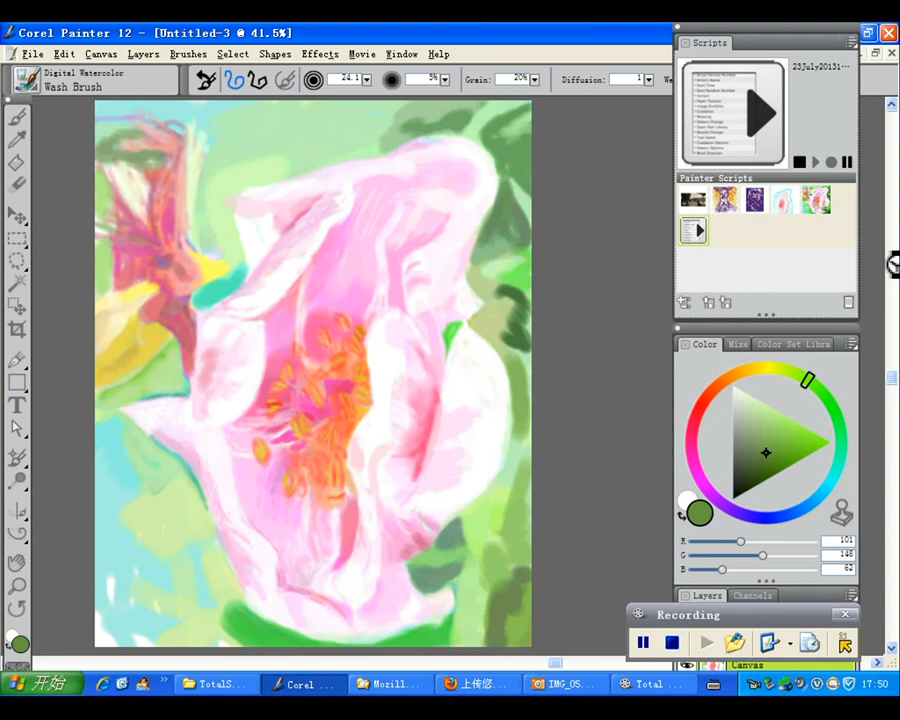 Corel Painter 12 - [Untitled-3 @ 41.5%]
File Edit Canvas Layers Brushes Select Shapes Effects Movie Window Help
Digital Watercolor
Wash Brush
24.1
5%
Grain: 20%
Diffusion: 1
We
Scripts
23July20131...
Painter Scripts
Color Mixe Color Set Libra
R 101
G 148
B 62
Layers Channels
Recording
Canvas
开始
TotalS...
Corel ...
Mozill...
上传您...
IMG_05...
Total ...
17:50